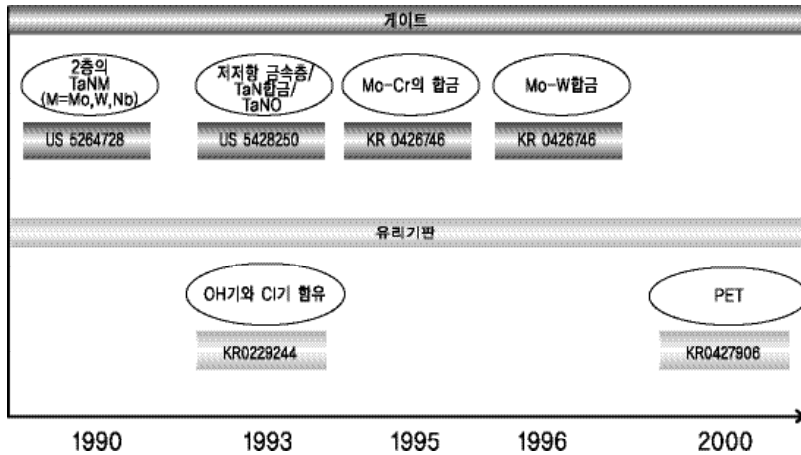 게이트
2층의
TaNM
(M=Mo,W,Nb)
저저항 금속층/
TaN합금/
TaNO
Mo-Cr의 합금
Mo-W합금
US 5264728
US 5428250
KR 0426746
KR 0426746
유리기판
OH기와 Cl기 함유
PET
KR0229244
KR0427906
1990
1993
1995
1996
2000